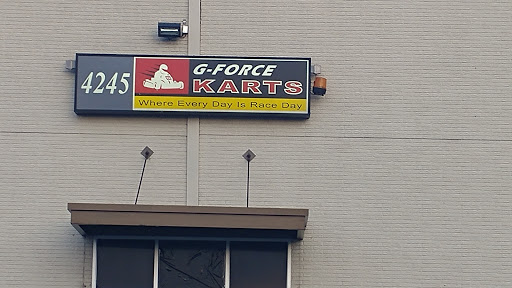 4245
G-FORCE
KARTS
Where Every Day Is Race Day